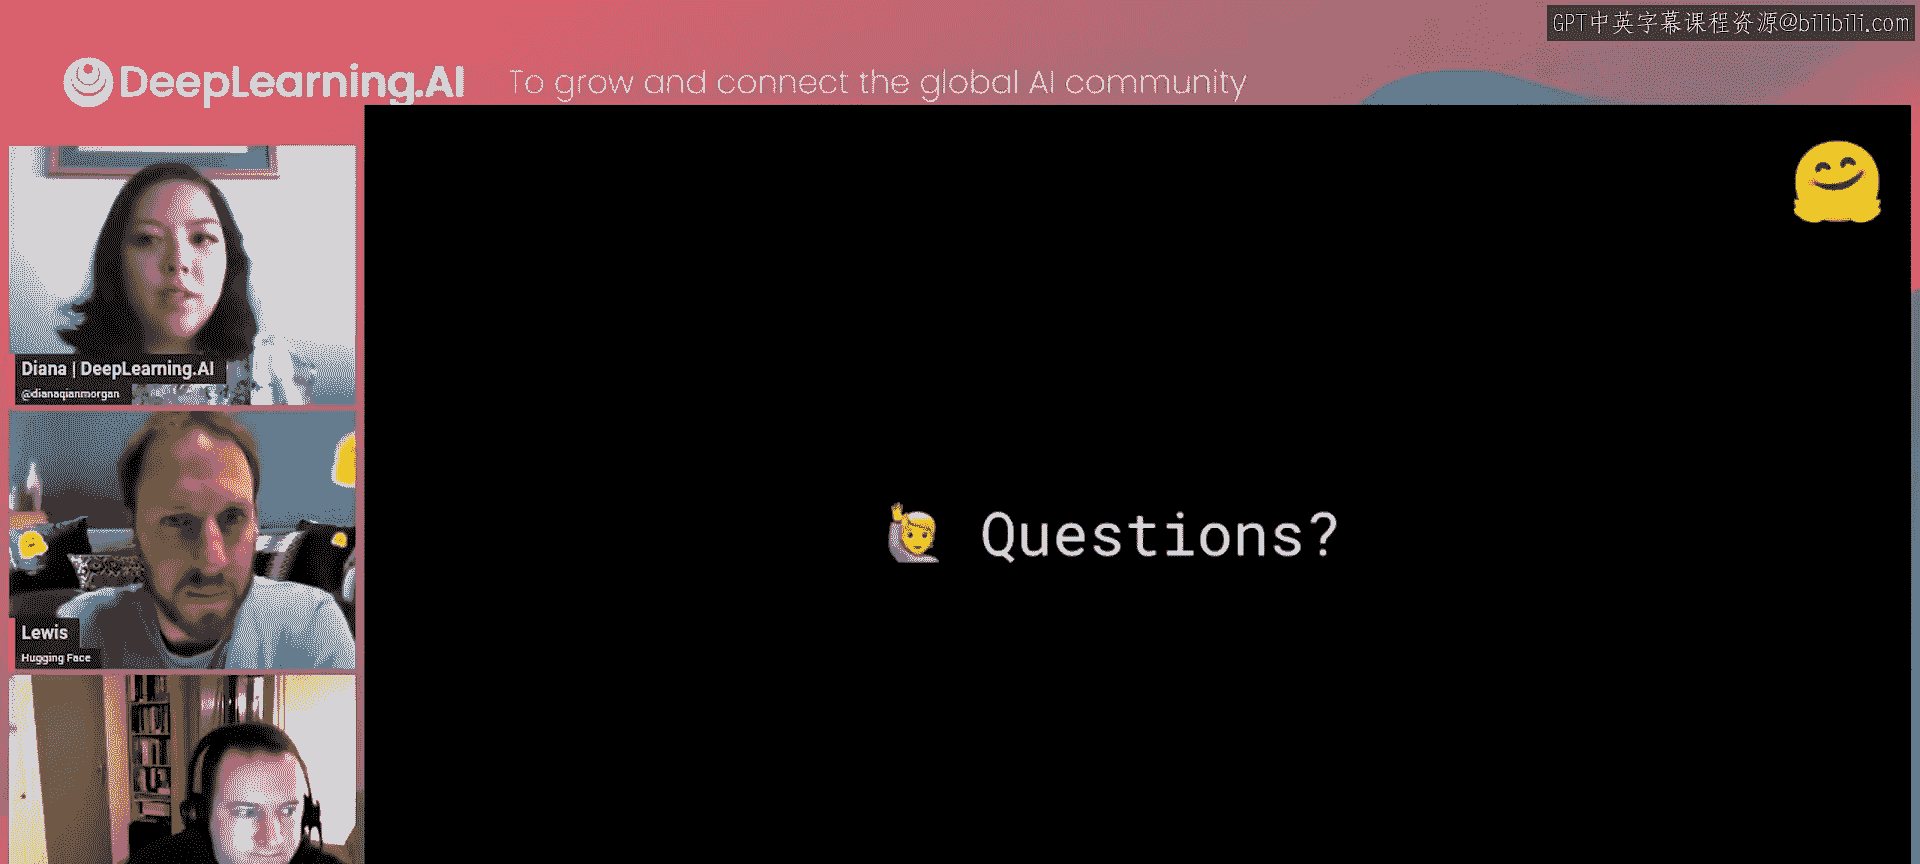 GPT中英字幕课程资源@bilibili.com
DeepLearning.AI
To grow and connect the global AI community
Diana | DeepLearning.AI
@dianaqianmorgan
Questions?
Lewis
Hugging Face